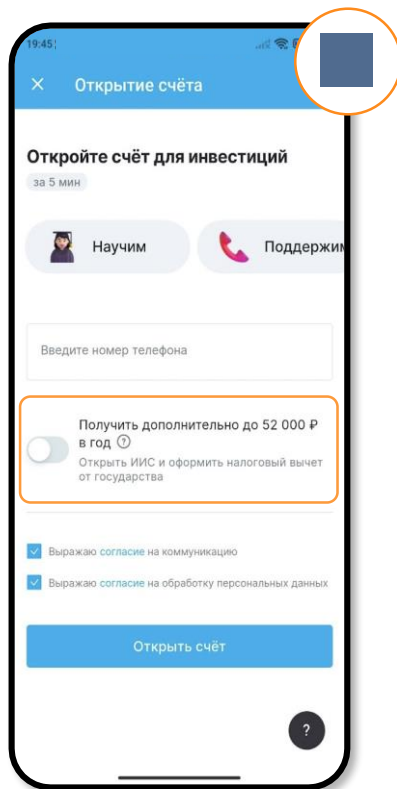 19:45
Открытие счёта
Откройте счёт для инвестиций
за 5 мин
Научим
Поддержим
Введите номер телефона
Получить дополнительно до 52 000 ₽
в год ?
Открыть ИИС и оформить налоговый вычет
от государства
Выражаю согласие на коммуникацию
Выражаю согласие на обработку персональных данных
Открыть счёт
?